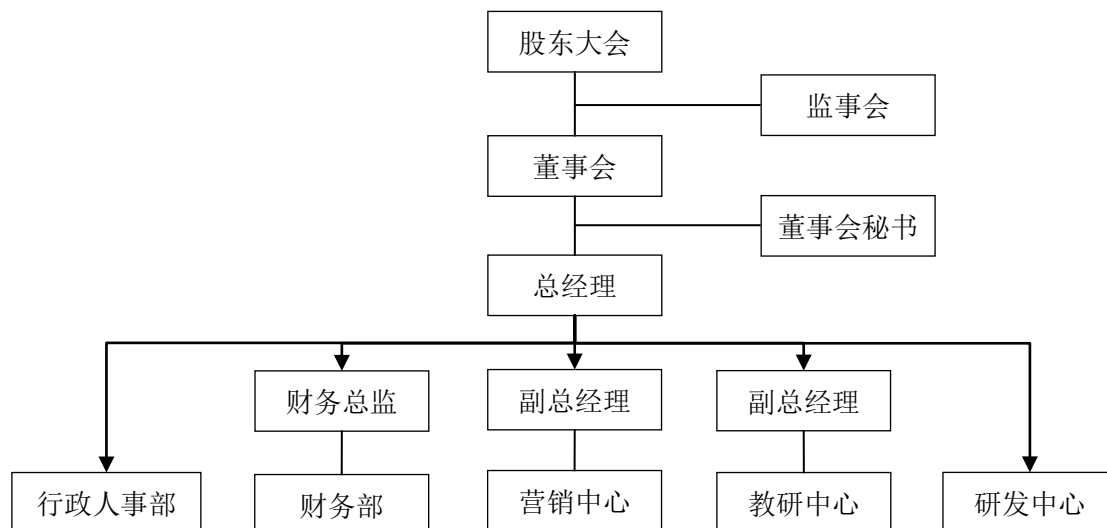 股东大会
监事会
董事会
董事会秘书
总经理
财务总监
副总经理
副总经理
行政人事部
财务部
营销中心
教研中心
研发中心